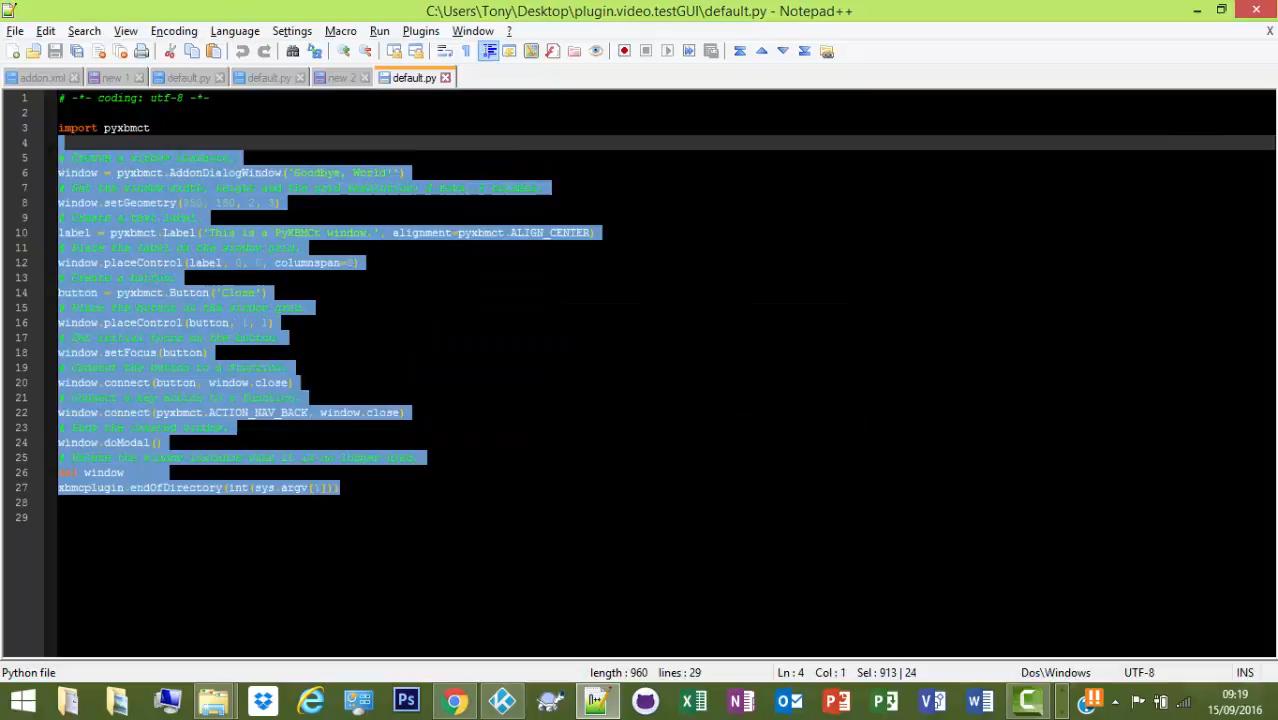 C:\Users\Tony\Desktop\plugin.video.testGUI\default.py - Notepad++
File Edit Search View Encoding Language Settings Macro Run Plugins Window ? X
addon.xml new 1 default.py default.py new 2 default.py
1 # -*- coding: utf-8 -*-
2
3 import pyxbmct
4
5 # Create a window instance.
6 window = pyxbmct.AddonDialogWindow('Goodbye, World!')
7 # Set the window width, height and the grid resolution: 2 rows, 3 columns.
8 window.setGeometry(350, 150, 2, 3)
9 # Create a text label.
10 label = pyxbmct.Label('This is a PyXBMCt window.', alignment=pyxbmct.ALIGN_CENTER)
11 # Place the label on the window grid.
12 window.placeControl(label, 0, 0, columnspan=3)
13 # Create a button.
14 button = pyxbmct.Button('Close')
15 # Place the button on the window grid.
16 window.placeControl(button, 1, 1)
17 # Set initial focus on the button.
18 window.setFocus(button)
19 # Connect the button to a function.
20 window.connect(button, window.close)
21 # Connect a key action to a function.
22 window.connect(pyxbmct.ACTION_NAV_BACK, window.close)
23 # Show the created window.
24 window.doModal()
25 # Delete the window instance when it is no longer used.
26 del window
27 xbmcplugin.endOfDirectory(int(sys.argv[1]))
28
29
Python file length : 960 lines : 29 Ln : 4 Col : 1 Sel : 913 | 24 Dos\Windows UTF-8 INS
09:19
15/09/2016